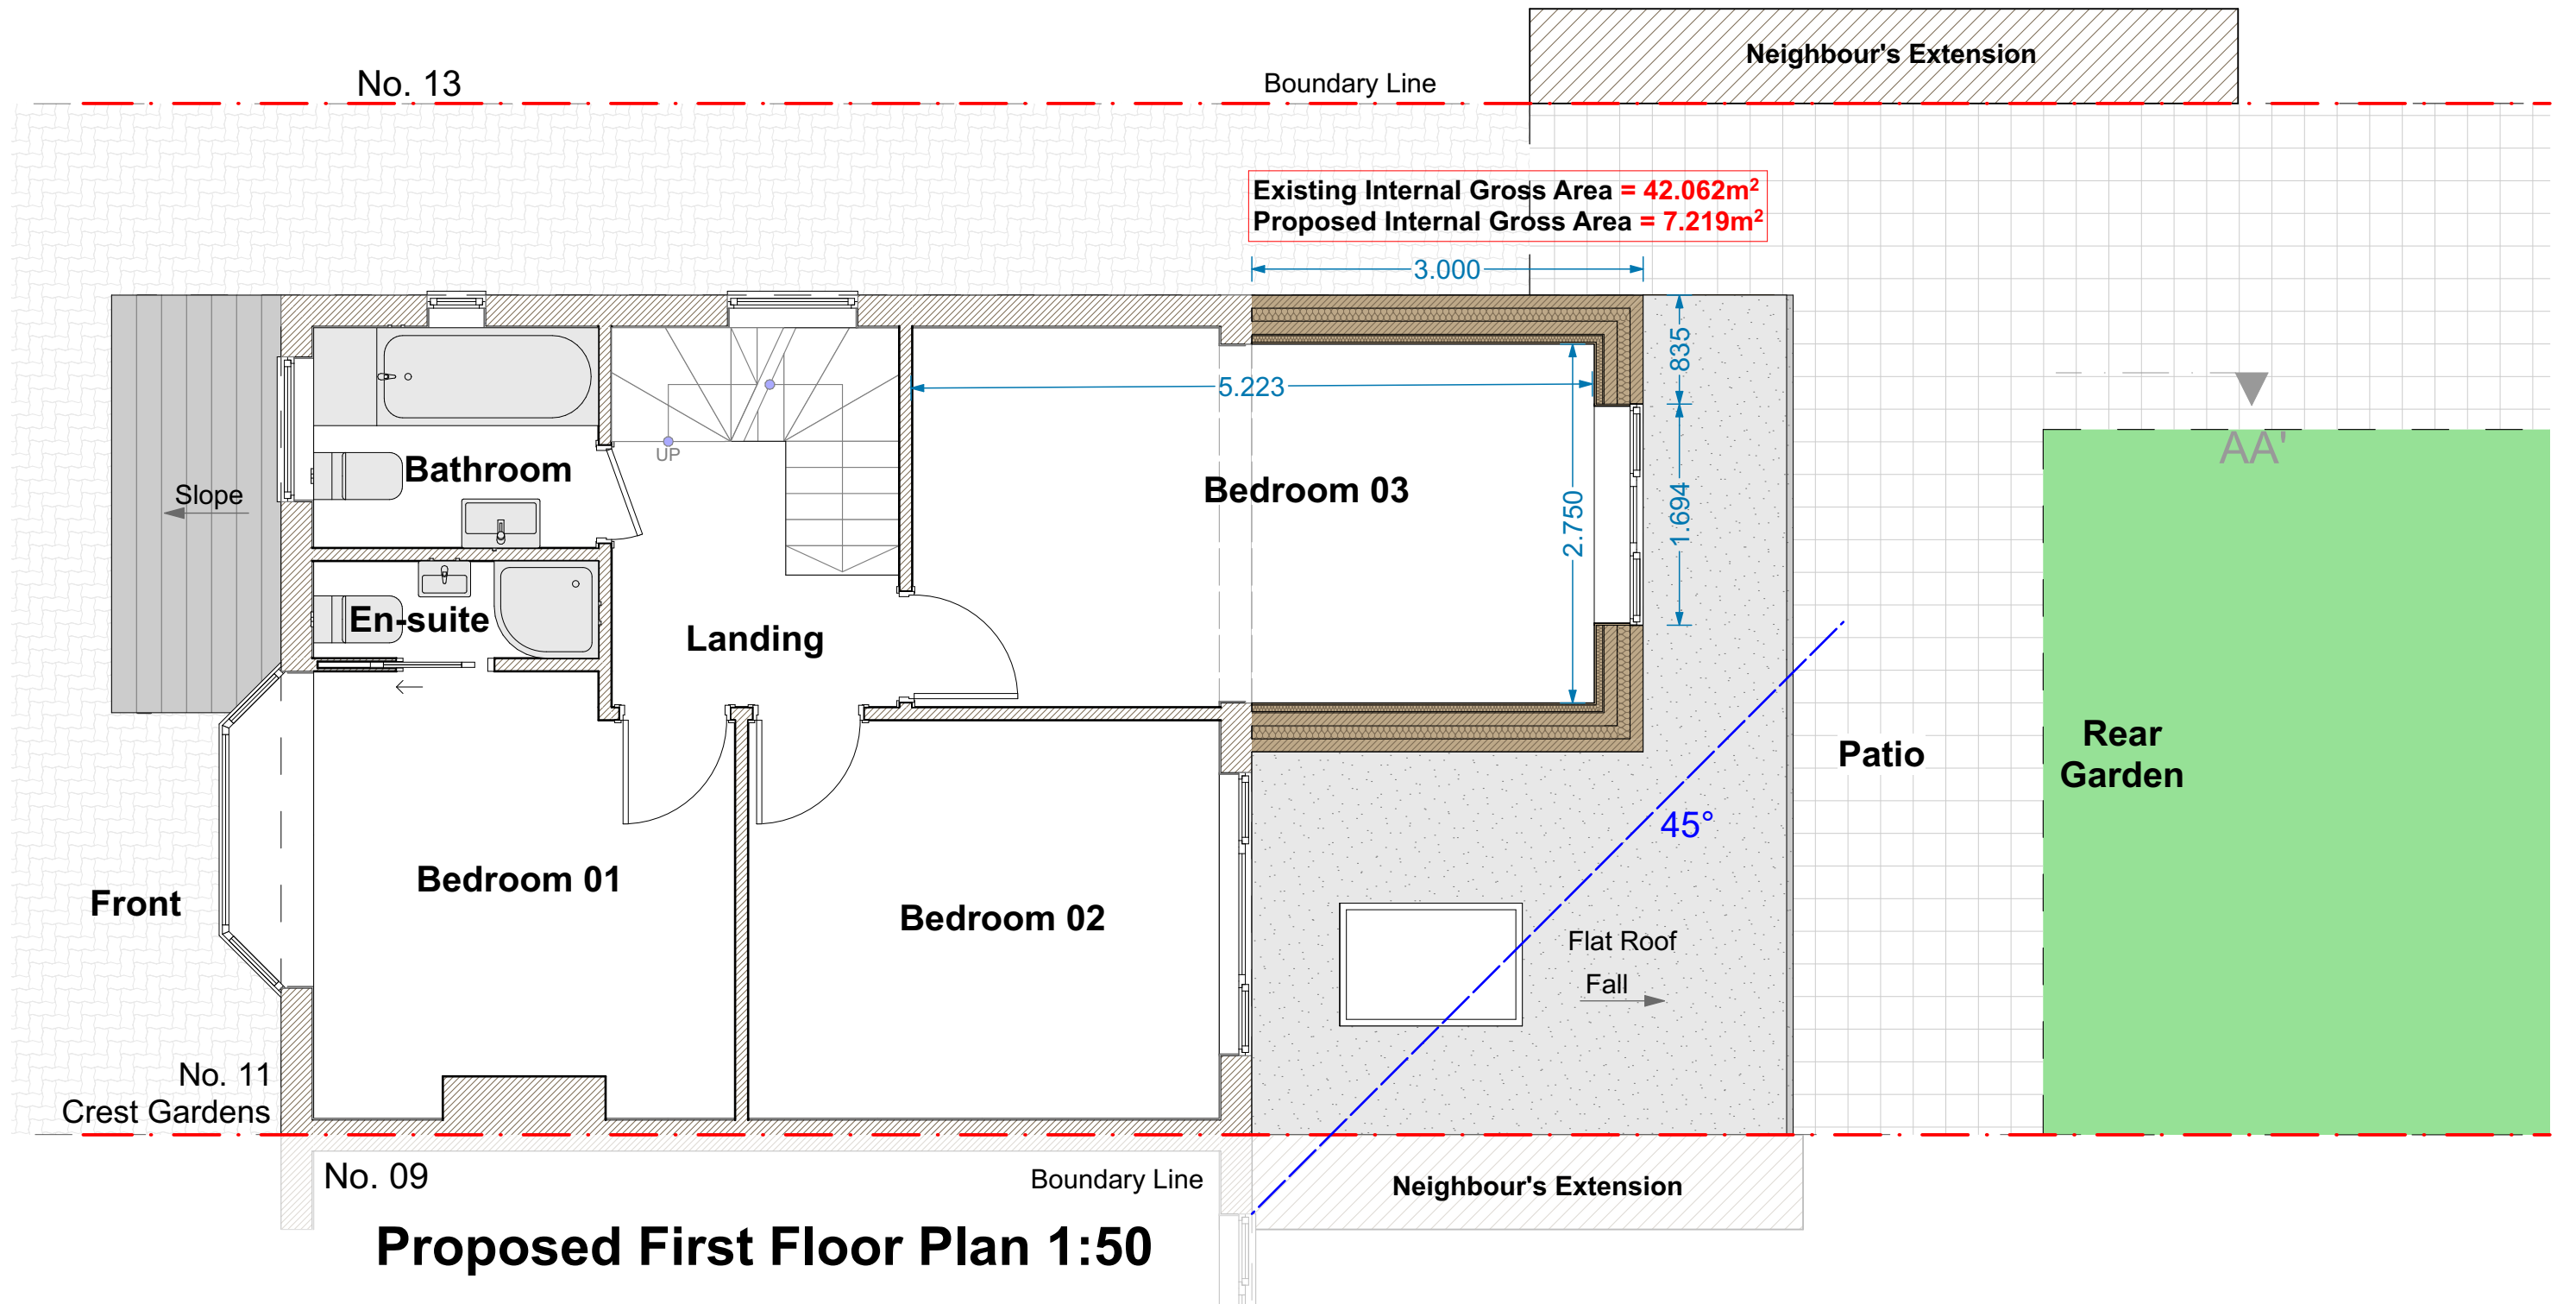 Neighbour's Extension
No. 13
Boundary Line
Existing Internal Gross Area = 42.062m²
Proposed Internal Gross Area = 7.219m²
3.000
835
5.223
UP
AA'
Bathroom
Slope
Bedroom 03
2.750
1.694
En-suite
Landing
Patio
Rear
Garden
45°
Bedroom 01
Front
Bedroom 02
Flat Roof
Fall
No. 11
Crest Gardens
No. 09
Boundary Line
Neighbour's Extension
Proposed First Floor Plan 1:50